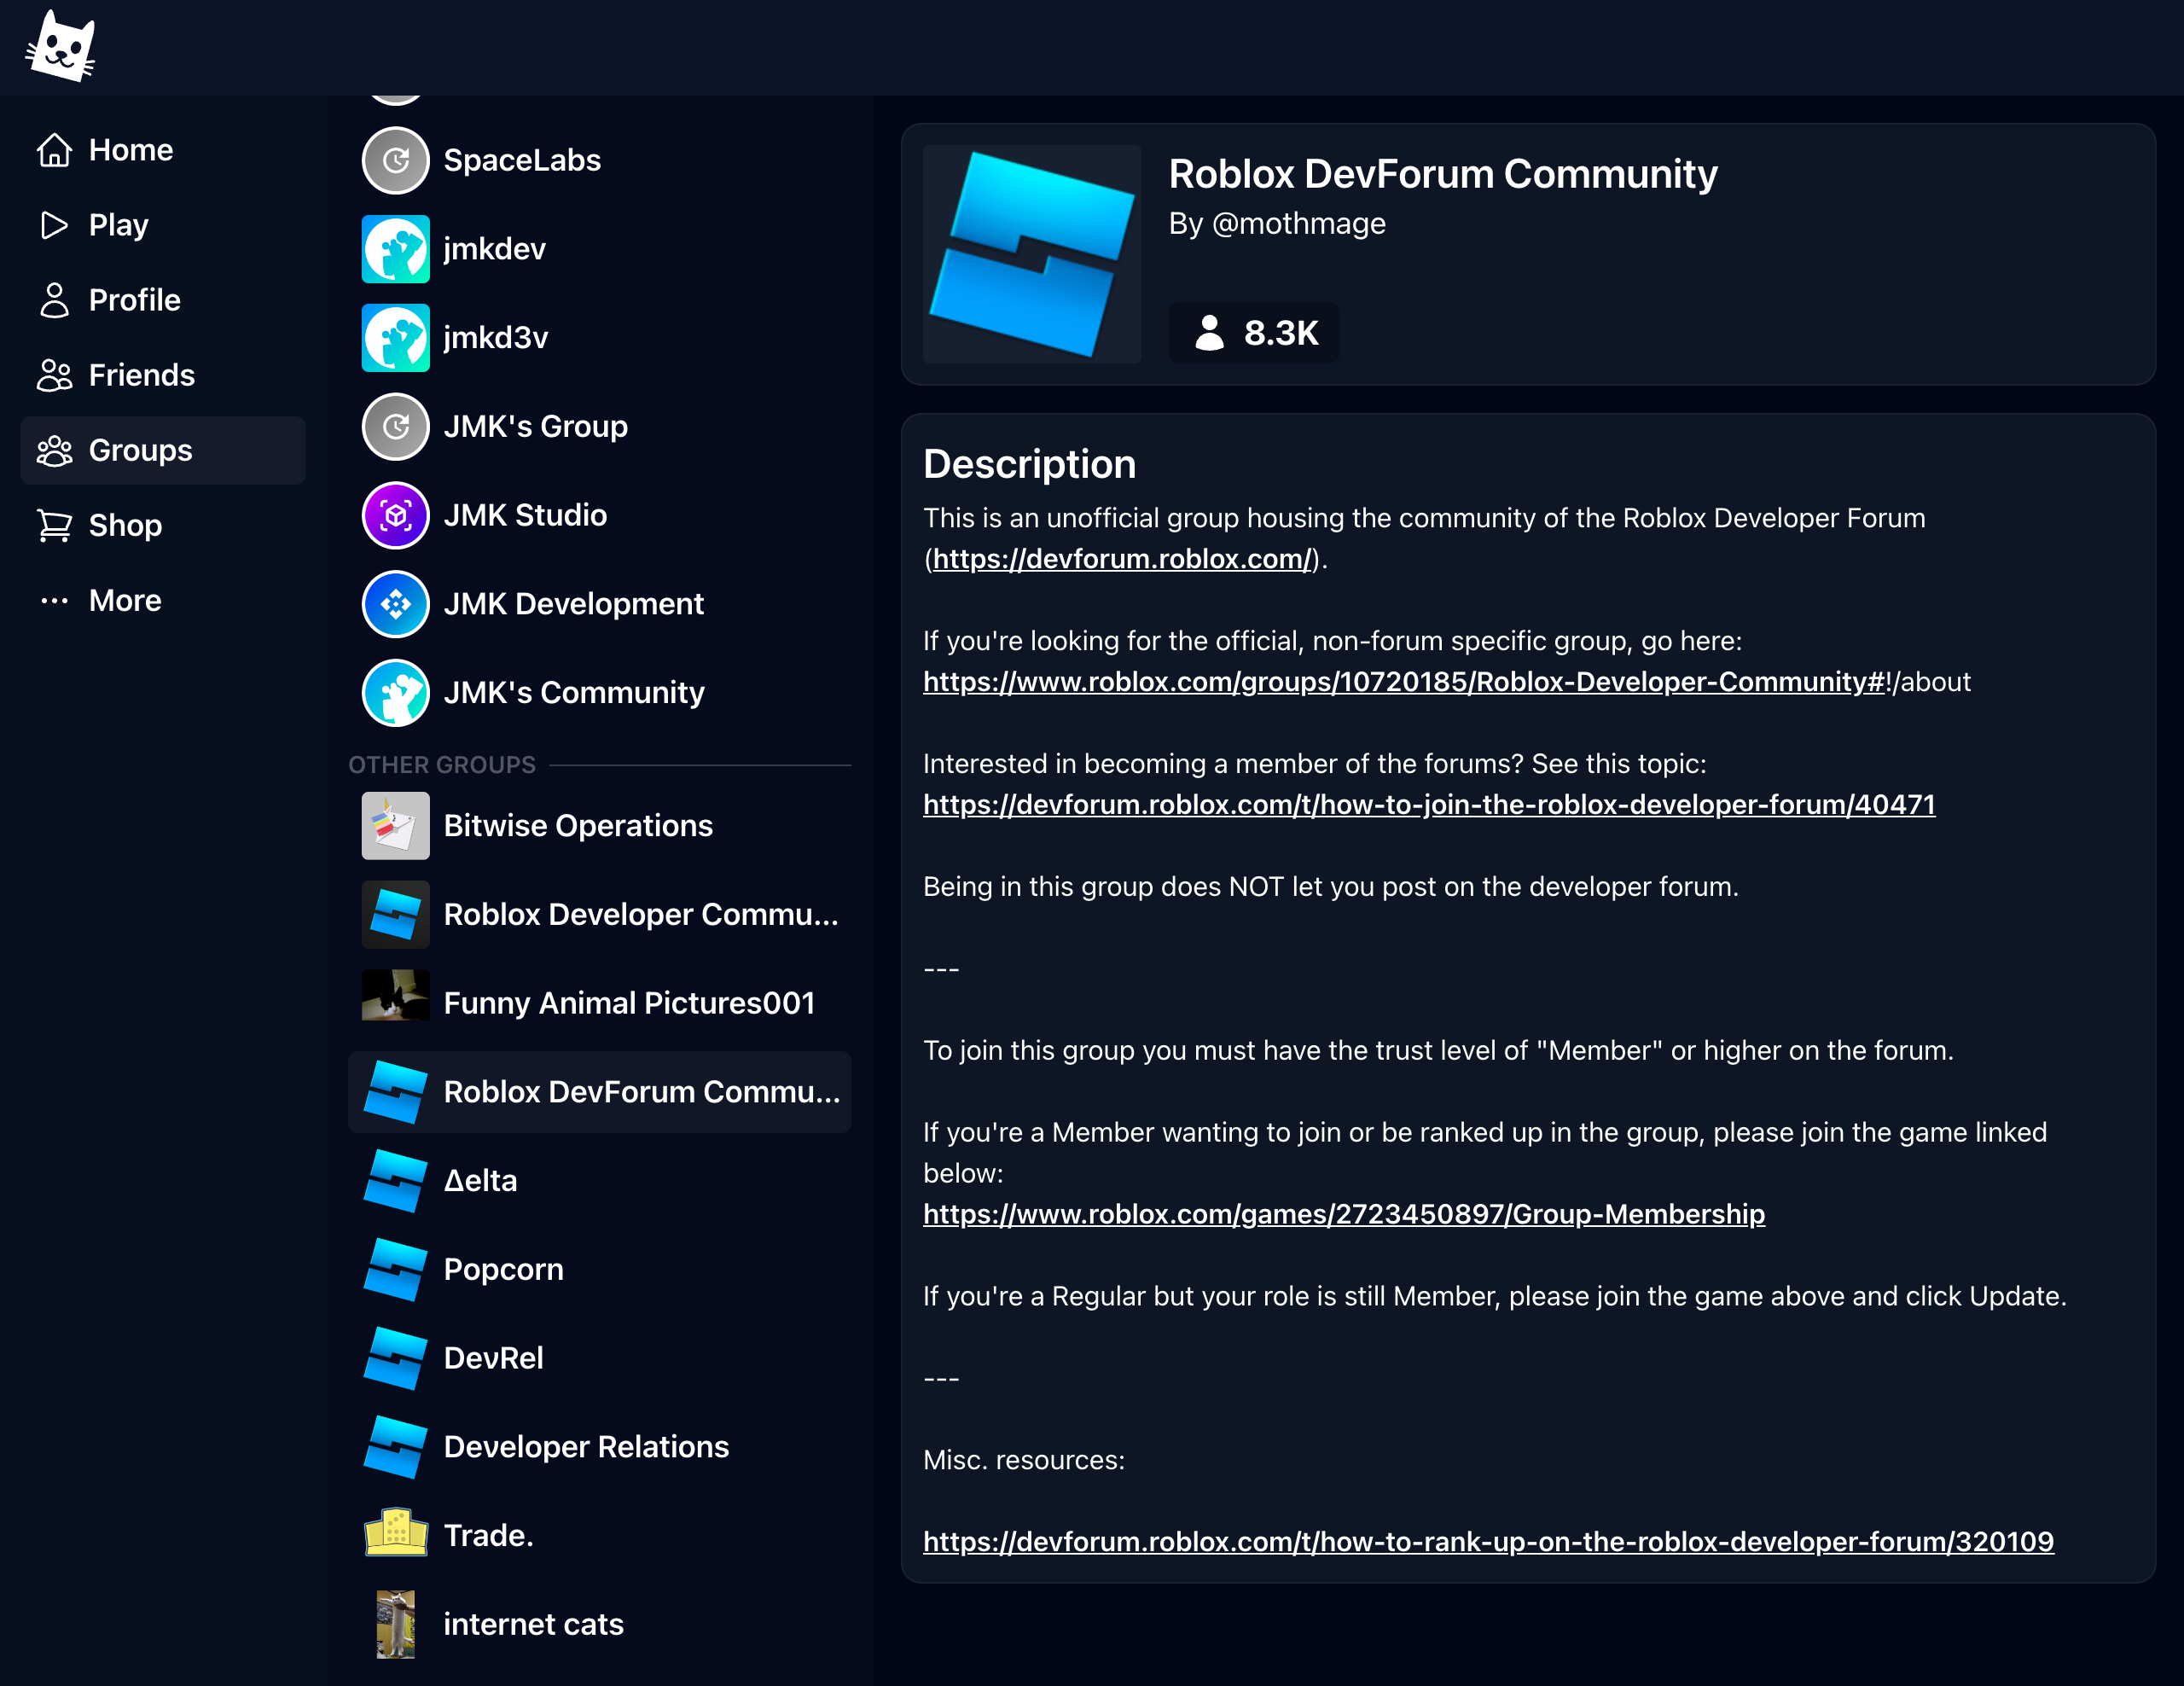 Home
Play
Profile
Friends
Groups
Shop
More
SpaceLabs
jmkdev
jmkd3v
JMK's Group
JMK Studio
JMK Development
JMK's Community
OTHER GROUPS
Bitwise Operations
Roblox Developer Commu...
Funny Animal Pictures001
Roblox DevForum Commu...
Δelta
Popcorn
DevRel
Developer Relations
Trade.
internet cats
Roblox DevForum Community
By @mothmage
8.3K
Description
This is an unofficial group housing the community of the Roblox Developer Forum
(https://devforum.roblox.com/).
If you're looking for the official, non-forum specific group, go here:
https://www.roblox.com/groups/10720185/Roblox-Developer-Community#!/about
Interested in becoming a member of the forums? See this topic:
https://devforum.roblox.com/t/how-to-join-the-roblox-developer-forum/40471
Being in this group does NOT let you post on the developer forum.
---
To join this group you must have the trust level of "Member" or higher on the forum.
If you're a Member wanting to join or be ranked up in the group, please join the game linked
below:
https://www.roblox.com/games/2723450897/Group-Membership
If you're a Regular but your role is still Member, please join the game above and click Update.
---
Misc. resources:
https://devforum.roblox.com/t/how-to-rank-up-on-the-roblox-developer-forum/320109